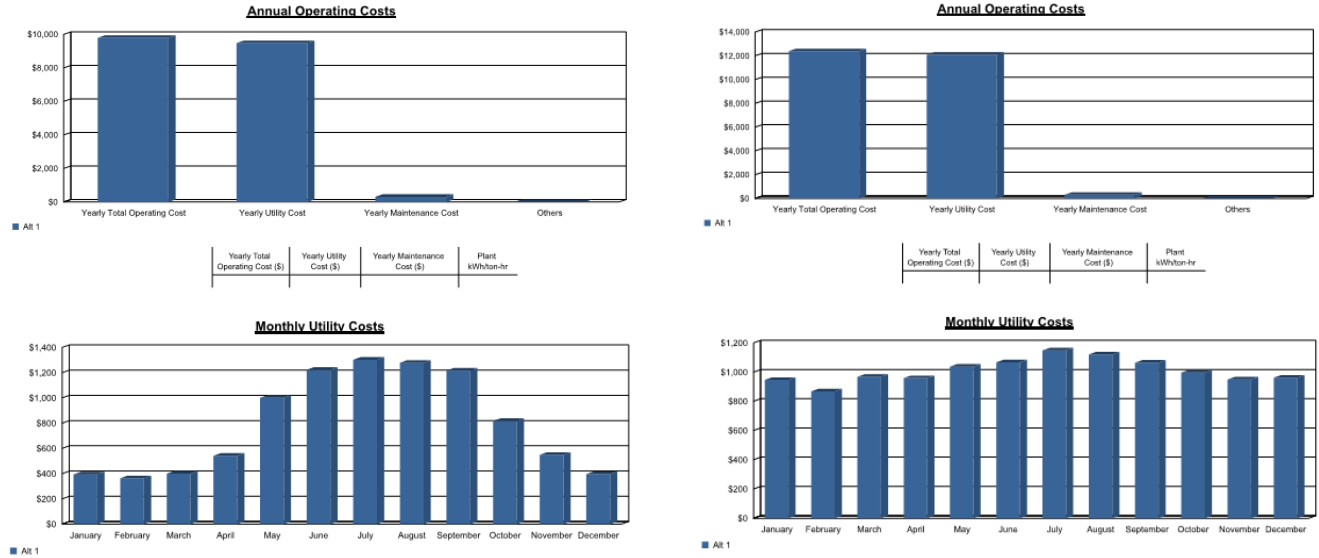 Annual Operating Costs
$10,000
$8,000
$6,000
$4,000
$2,000
$0
Yearly Total Operating Cost Yearly Utility Cost Yearly Maintenance Cost Others
Alt 1
Yearly Total Yearly Utility Yearly Maintenance Plant
Operating Cost ($) Cost ($) Cost ($) kWh/ton-hr
Monthly Utility Costs
$1,400
$1,200
$1,000
$800
$600
$400
$200
$0
January February March April May June July August September October November December
Alt 1
Annual Operating Costs
$14,000
$12,000
$10,000
$8,000
$6,000
$4,000
$2,000
$0
Yearly Total Operating Cost Yearly Utility Cost Yearly Maintenance Cost Others
Alt 1
Yearly Total Yearly Utility Yearly Maintenance Plant
Operating Cost ($) Cost ($) Cost ($) kWh/ton-hr
Monthly Utility Costs
$1,200
$1,000
$800
$600
$400
$200
$0
January February March April May June July August September October November December
Alt 1